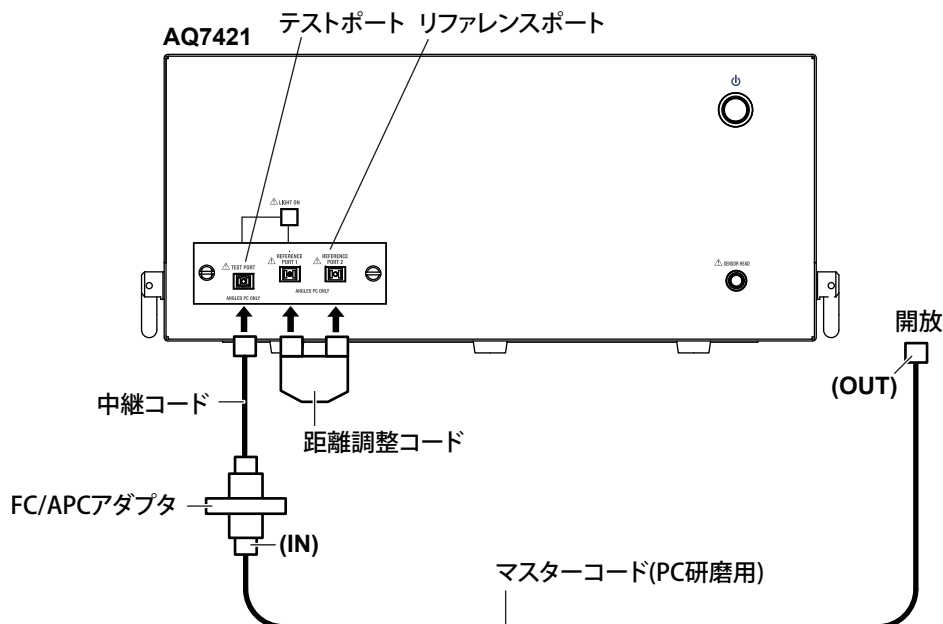 テストポート リファレンスポート
AQ7421
⚠ LIGHT ON
⚠ TEST PORT
⚠ REFERENCE
PORT 1
⚠ REFERENCE
PORT 2
ANGLED PC ONLY
ANGLED PC ONLY
⚠ SENSOR HEAD
開放
(OUT)
中継コード
距離調整コード
FC/APCアダプタ
(IN)
マスターコード(PC研磨用)